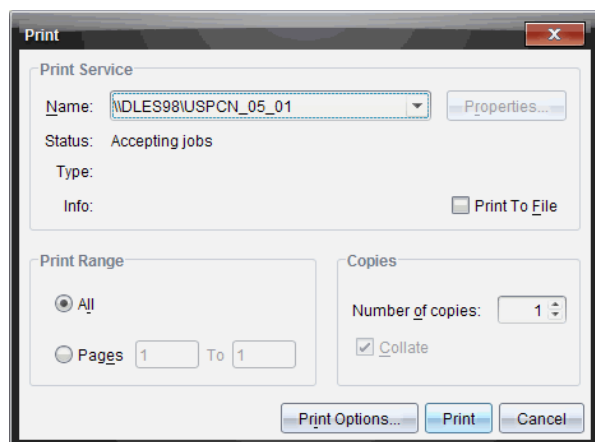 Print
Print Service
Name: \\DLES98\USPCN_05_01 Properties...
Status: Accepting jobs
Type:
Info: Print To File
Print Range
All
Pages 1 To 1
Copies
Number of copies: 1
Collate
Print Options... Print Cancel